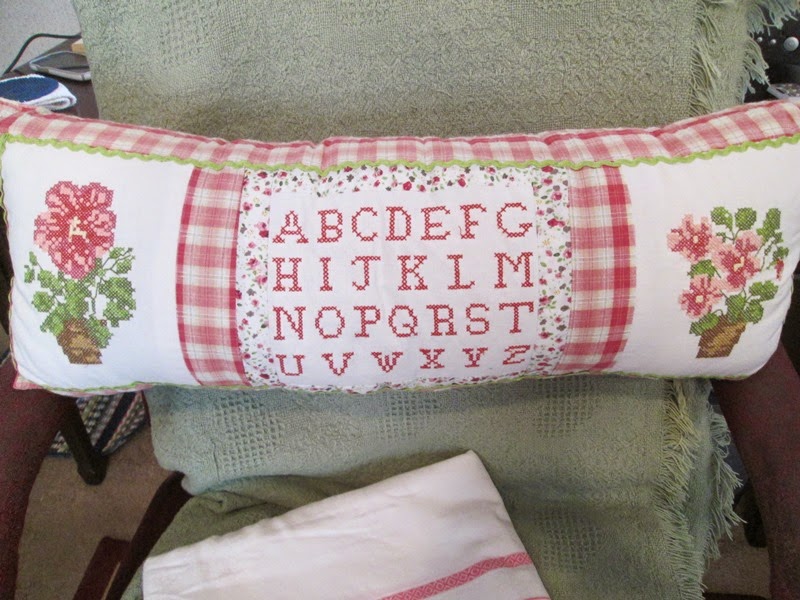 ABCDEFG
HIJKLM
NOPQRST
UVWXYZ